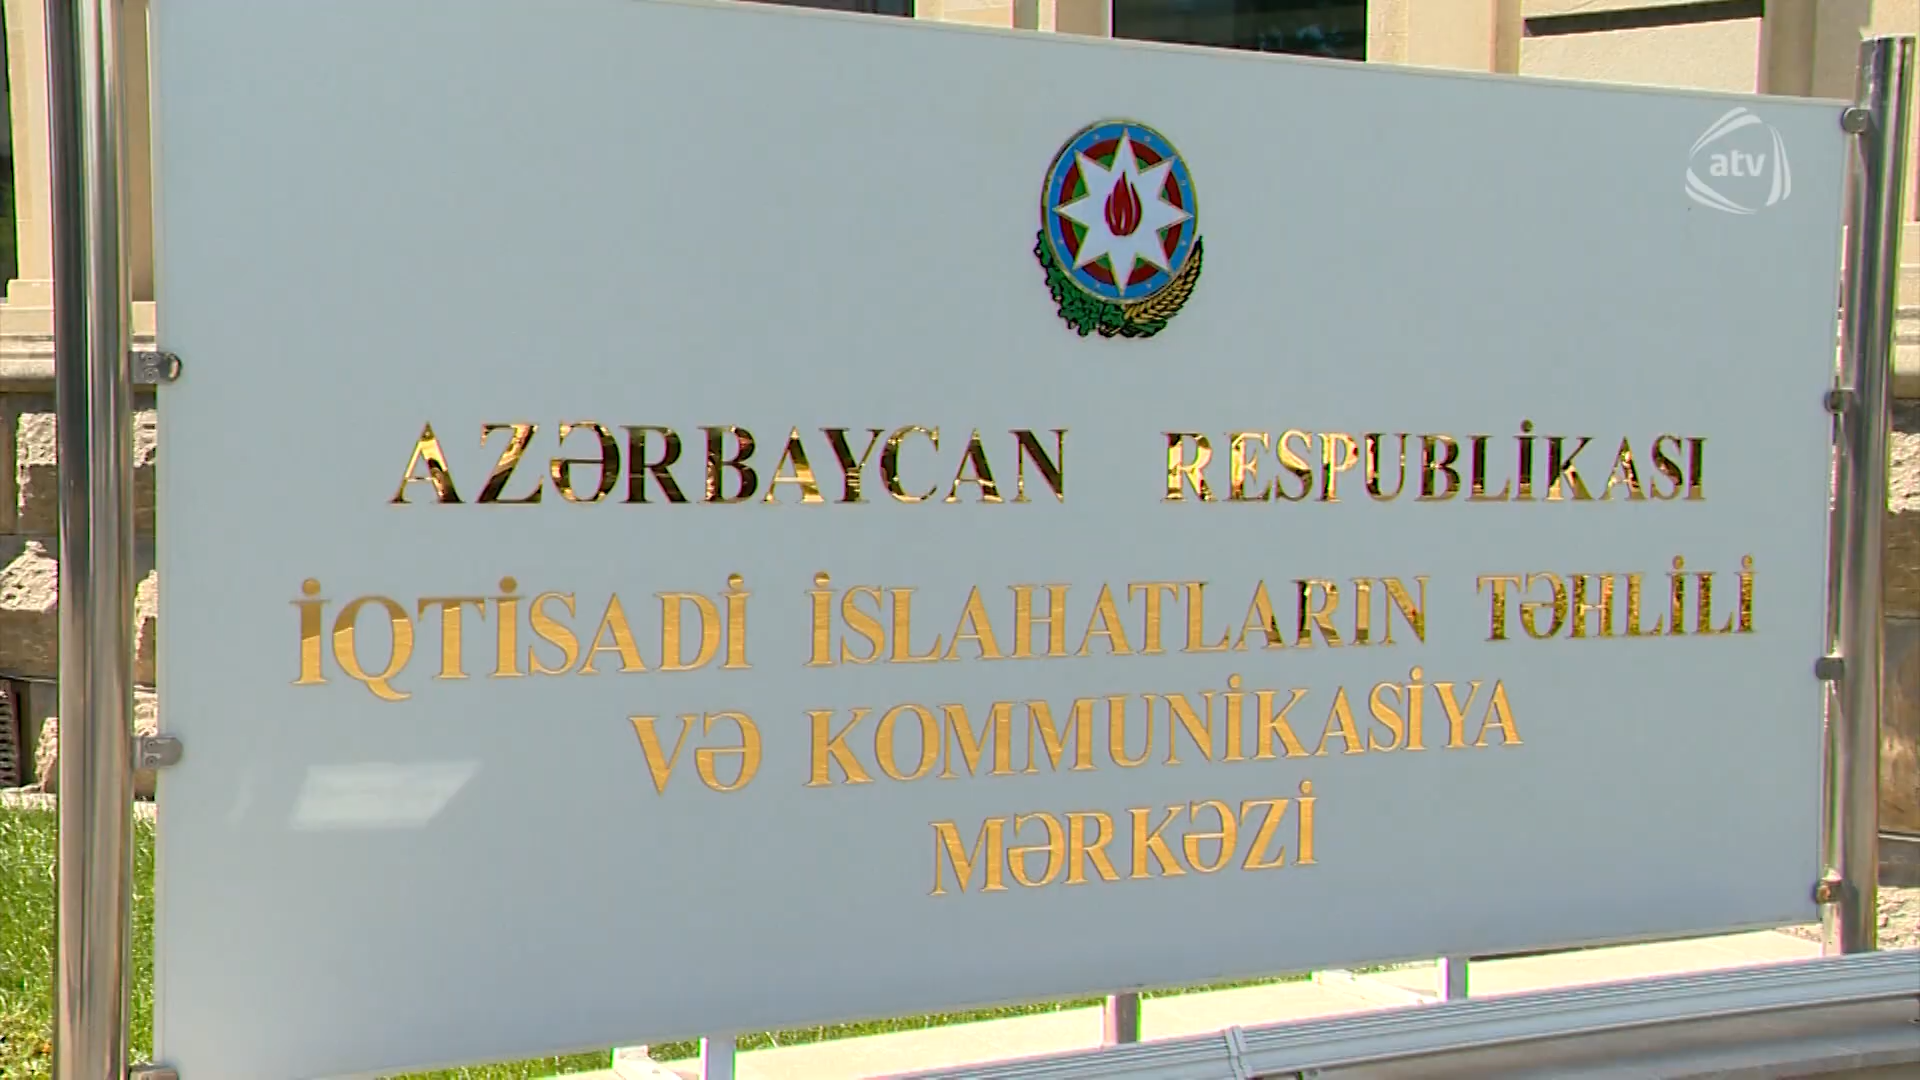 atv
AZƏRBAYCAN RESPUBLİKASI
İQTİSADİ İSLAHATLARIN TƏHLİLİ
VƏ KOMMUNİKASİYA
MƏRKƏZİ